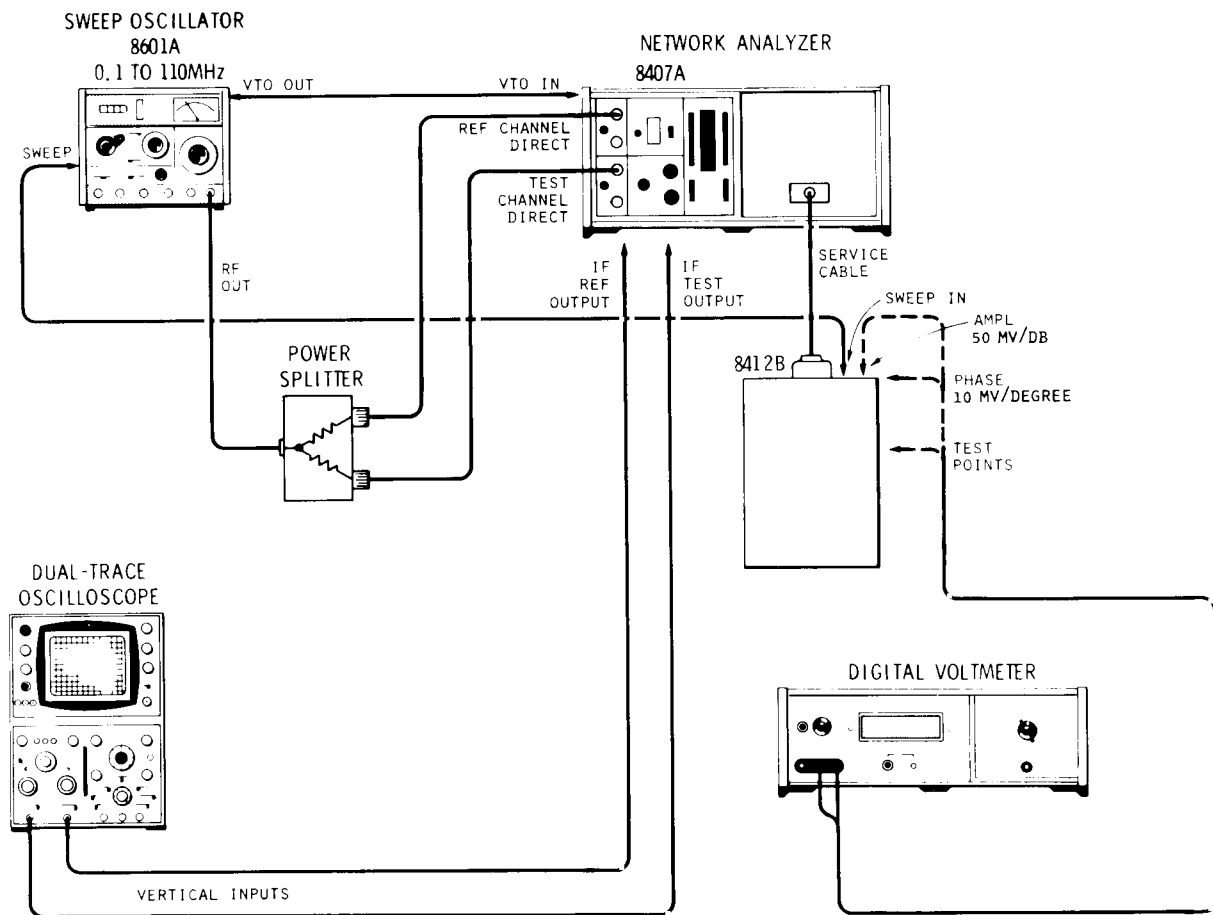 SWEEP OSCILLATOR
8601A
0.1 TO 110MHz
VTO OUT
VTO IN
NETWORK ANALYZER
8407A
SWEEP
REF CHANNEL
DIRECT
TEST
CHANNEL
DIRECT
RF
OUT
IF
REF
OUTPUT
IF
TEST
OUTPUT
SERVICE
CABLE
SWEEP IN
AMPL
50 MV/DB
8412B
PHASE
10 MV/DEGREE
TEST
POINTS
POWER
SPLITTER
DUAL-TRACE
OSCILLOSCOPE
DIGITAL VOLTMETER
VERTICAL INPUTS